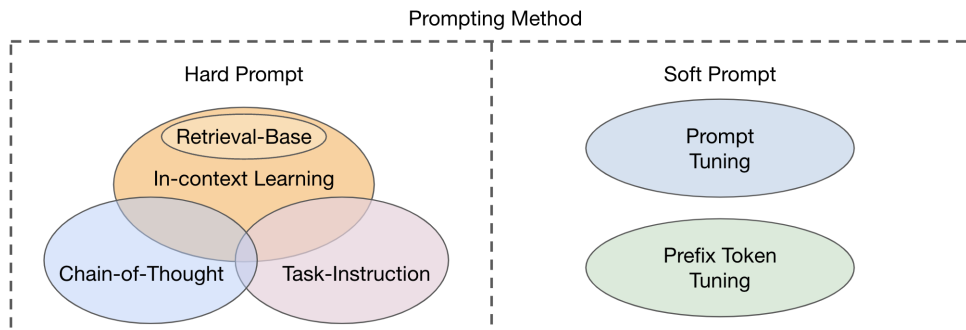 Prompting Method
Hard Prompt
Retrieval-Base
In-context Learning
Chain-of-Thought
Task-Instruction
Soft Prompt
Prompt
Tuning
Prefix Token
Tuning